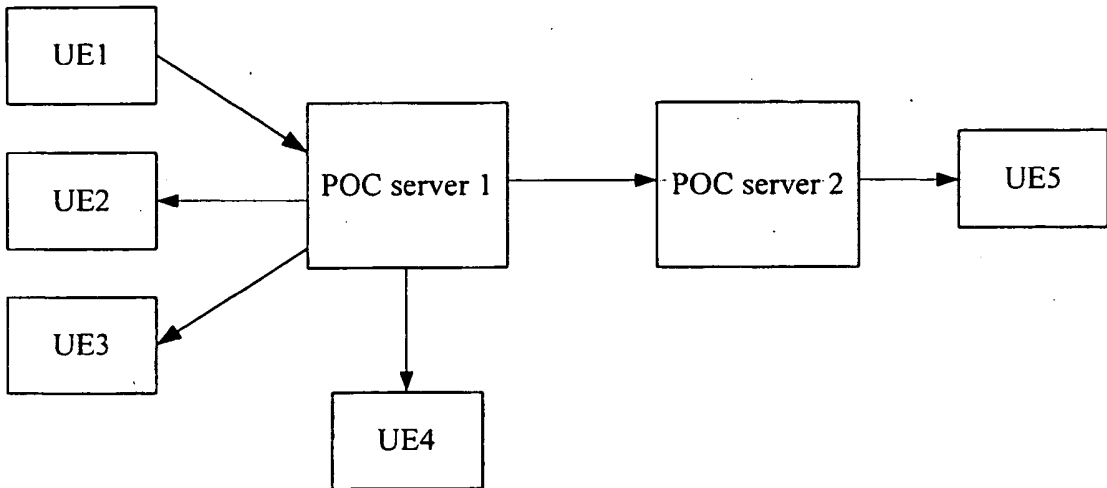 UE1
POC server 1
POC server 2
UE5
UE2
UE3
UE4